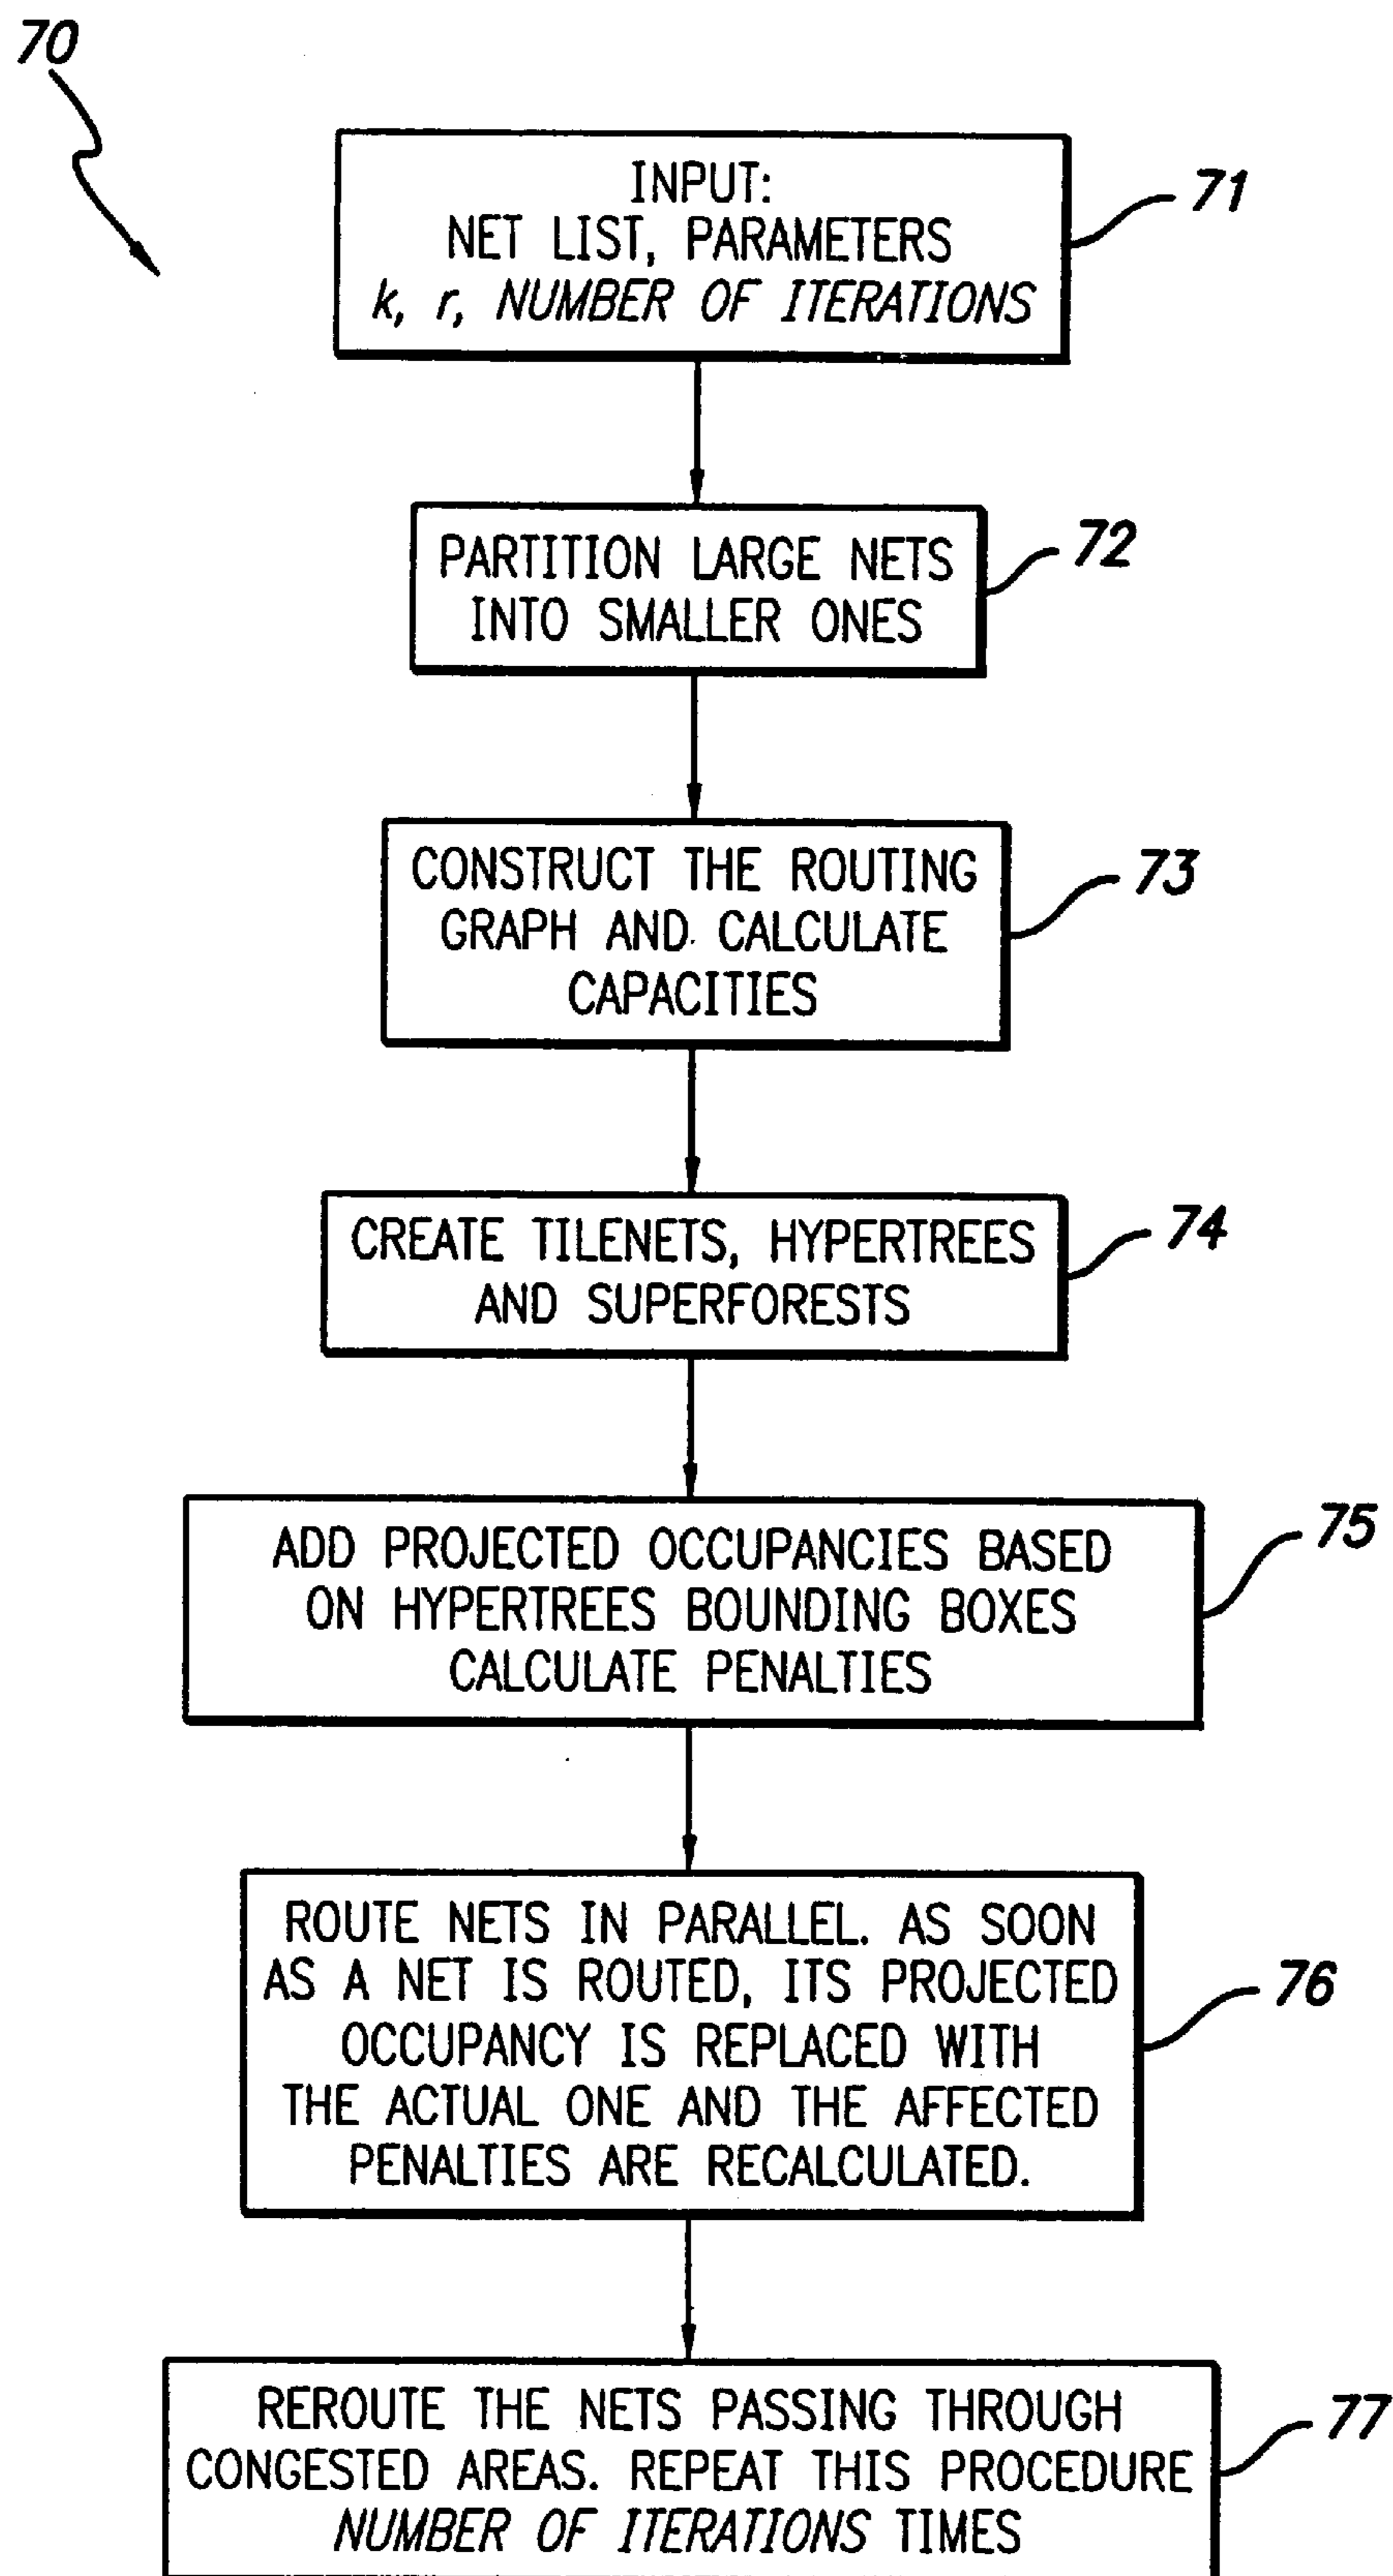 70
INPUT:
NET LIST, PARAMETERS
k, r, NUMBER OF ITERATIONS
71
PARTITION LARGE NETS
INTO SMALLER ONES
72
CONSTRUCT THE ROUTING
GRAPH AND CALCULATE
CAPACITIES
73
CREATE TILENETS, HYPERTREES
AND SUPERFORESTS
74
ADD PROJECTED OCCUPANCIES BASED
ON HYPERTREES BOUNDING BOXES
CALCULATE PENALTIES
75
ROUTE NETS IN PARALLEL. AS SOON
AS A NET IS ROUTED, ITS PROJECTED
OCCUPANCY IS REPLACED WITH
THE ACTUAL ONE AND THE AFFECTED
PENALTIES ARE RECALCULATED.
76
REROUTE THE NETS PASSING THROUGH
CONGESTED AREAS. REPEAT THIS PROCEDURE
NUMBER OF ITERATIONS TIMES
77